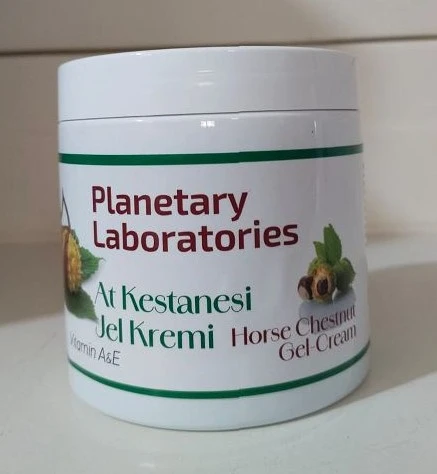 Planetary
Laboratories
At Kestanesi
Jel Kremi
Horse Chestnut
Gel-Cream
Vitamin A&E